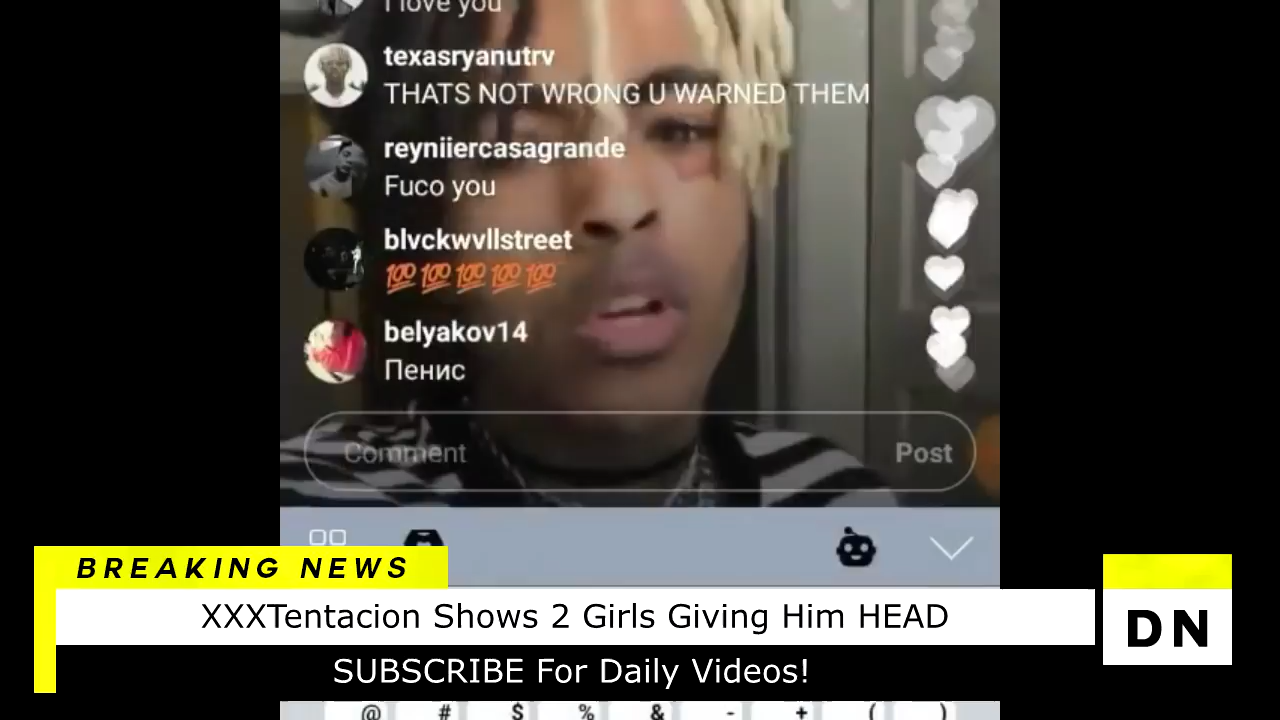 I love you
texasryanutrv
THATS NOT WRONG U WARNED THEM
reyniiercasagrande
Fuco you
blvckwvllstreet
💯💯💯💯💯
belyakov14
Пенис
Comment Post
BREAKING NEWS
XXXTentacion Shows 2 Girls Giving Him HEAD
DN
SUBSCRIBE For Daily Videos!
@ # $ % & - + ( )